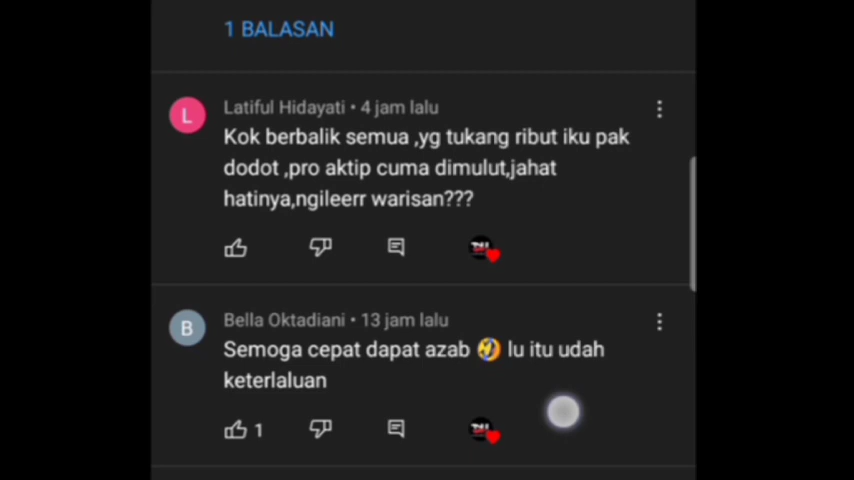 1 BALASAN
L
Latiful Hidayati • 4 jam lalu
Kok berbalik semua ,yg tukang ribut iku pak
dodot ,pro aktip cuma dimulut,jahat
hatinya,ngileerr warisan???
B
Bella Oktadiani • 13 jam lalu
Semoga cepat dapat azab 🤣 lu itu udah
keterlaluan
1